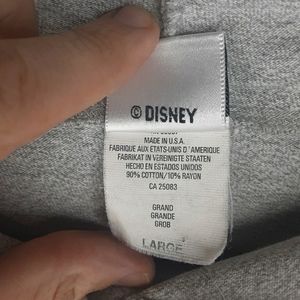 © DISNEY
MADE IN U.S.A.
FABRIQUE AUX ETATS-UNIS D'AMERIQUE
FABRIKAT IN VEREINIGTE STAATEN
HECHO EN ESTADOS UNIDOS
90% COTTON/10% RAYON
CA 25083
GRAND
GRANDE
GROB
LARGE